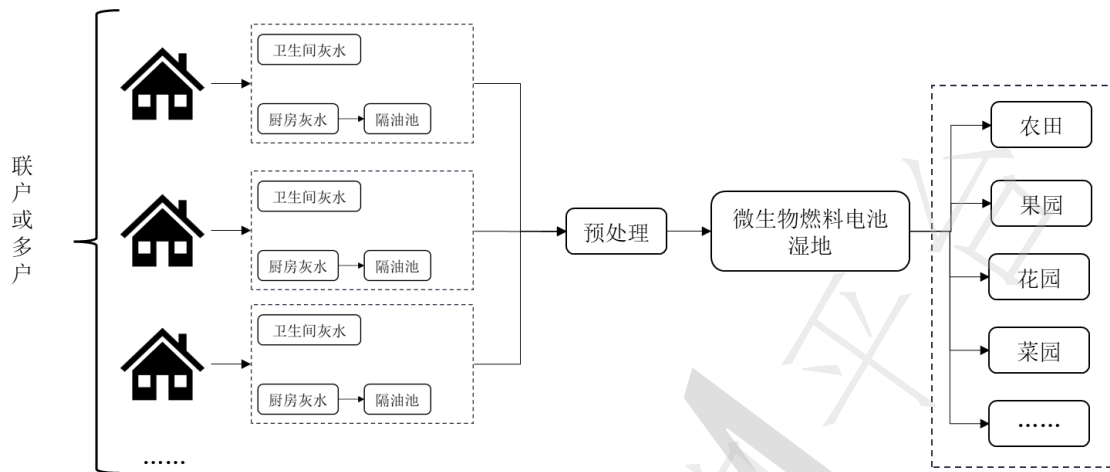 联户或多户
卫生间灰水
厨房灰水
隔油池
卫生间灰水
厨房灰水
隔油池
卫生间灰水
厨房灰水
隔油池
……
预处理
微生物燃料电池
湿地
农田
果园
花园
菜园
……
平台